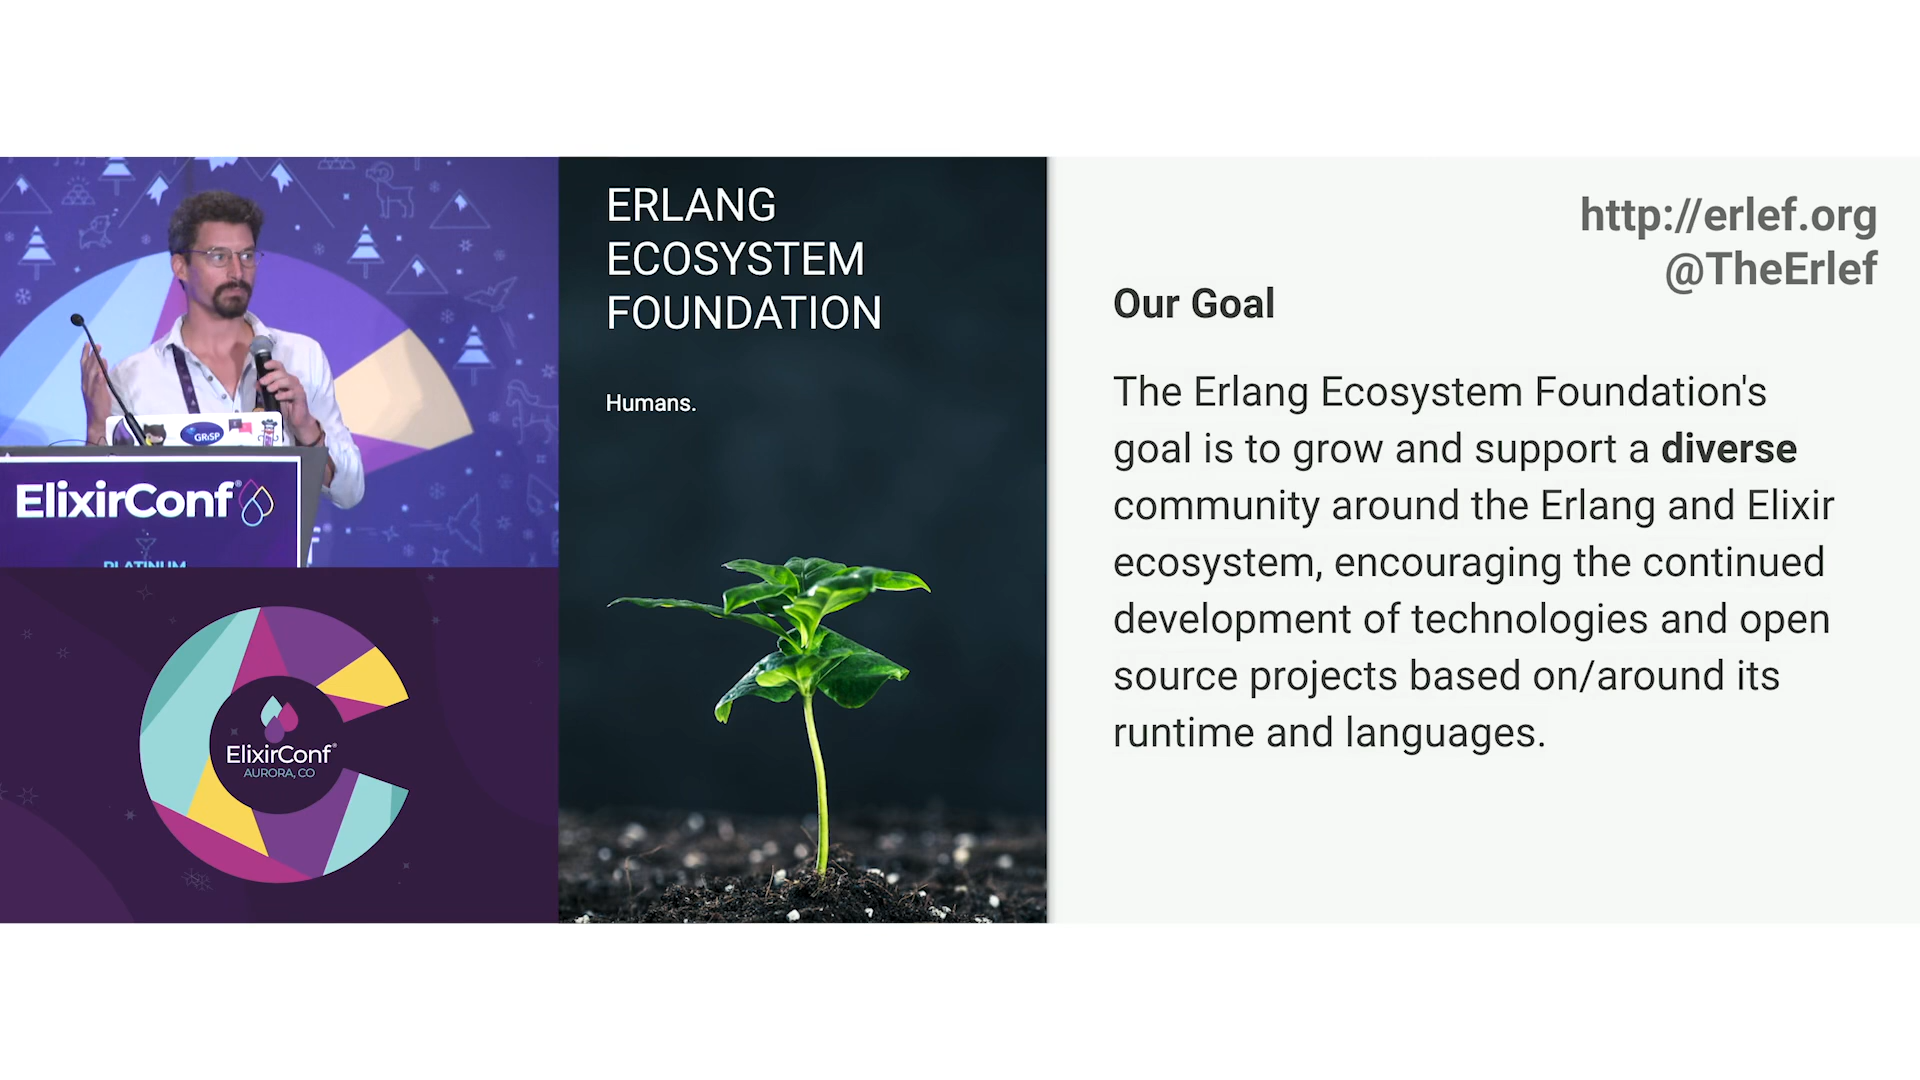 GRiSP
ElixirConf
PLATINUM
ElixirConf®
AURORA, CO
ERLANG
ECOSYSTEM
FOUNDATION
Humans.
http://erlef.org
@TheErlef
Our Goal
The Erlang Ecosystem Foundation's
goal is to grow and support a diverse
community around the Erlang and Elixir
ecosystem, encouraging the continued
development of technologies and open
source projects based on/around its
runtime and languages.